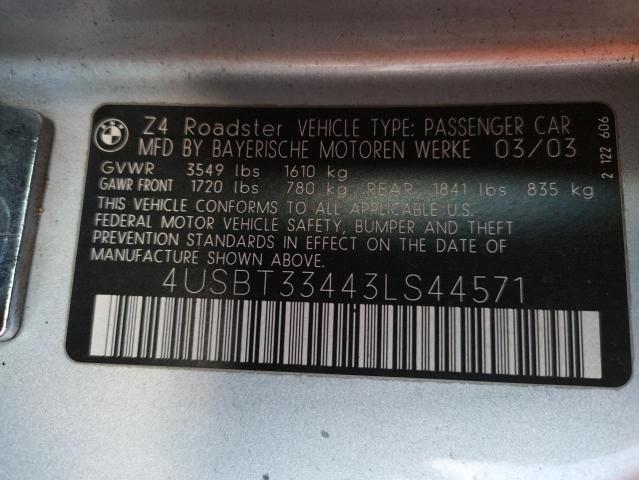 Z4 Roadster VEHICLE TYPE: PASSENGER CAR
MFD BY BAYERISCHE MOTOREN WERKE 03/03
GVWR 3549 lbs 1610 kg
GAWR FRONT 1720 lbs 780 kg REAR 1841 lbs 835 kg
THIS VEHICLE CONFORMS TO ALL APPLICABLE U.S.
FEDERAL MOTOR VEHICLE SAFETY, BUMPER AND THEFT
PREVENTION STANDARDS IN EFFECT ON THE DATE OF
MANUFACTURE SHOWN ABOVE.
4USBT33443LS44571
2 122 606